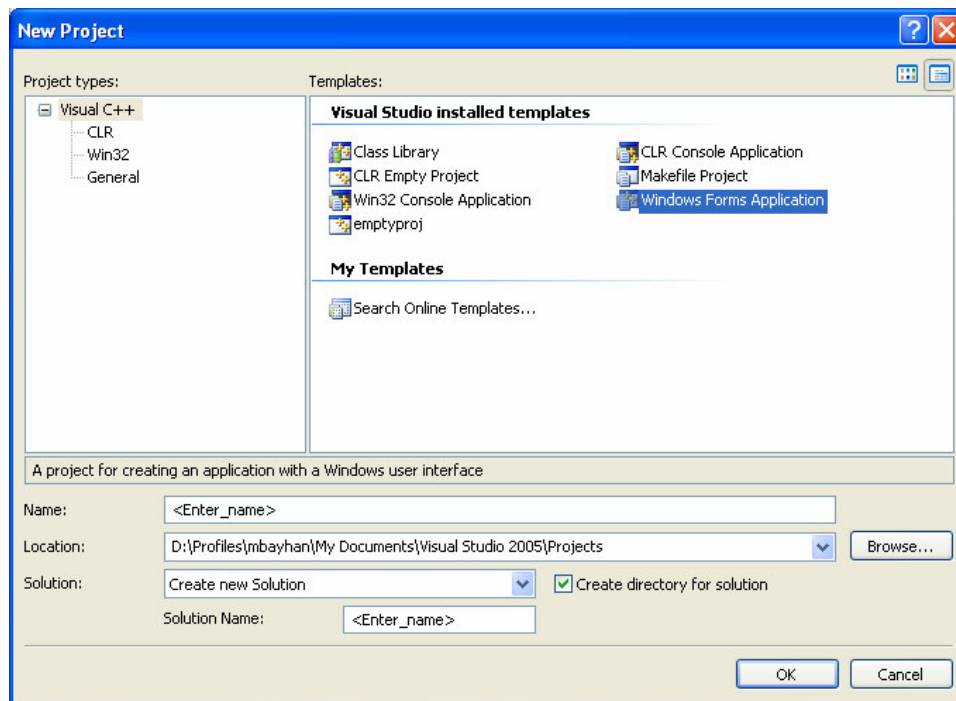 New Project
Project types:
Templates:
Visual C++
CLR
Win32
General
Visual Studio installed templates
Class Library
CLR Console Application
CLR Empty Project
Makefile Project
Win32 Console Application
Windows Forms Application
emptyproj
My Templates
Search Online Templates...
A project for creating an application with a Windows user interface
Name:
<Enter_name>
Location:
D:\Profiles\mbayhan\My Documents\Visual Studio 2005\Projects
Browse...
Solution:
Create new Solution
Create directory for solution
Solution Name:
<Enter_name>
OK
Cancel